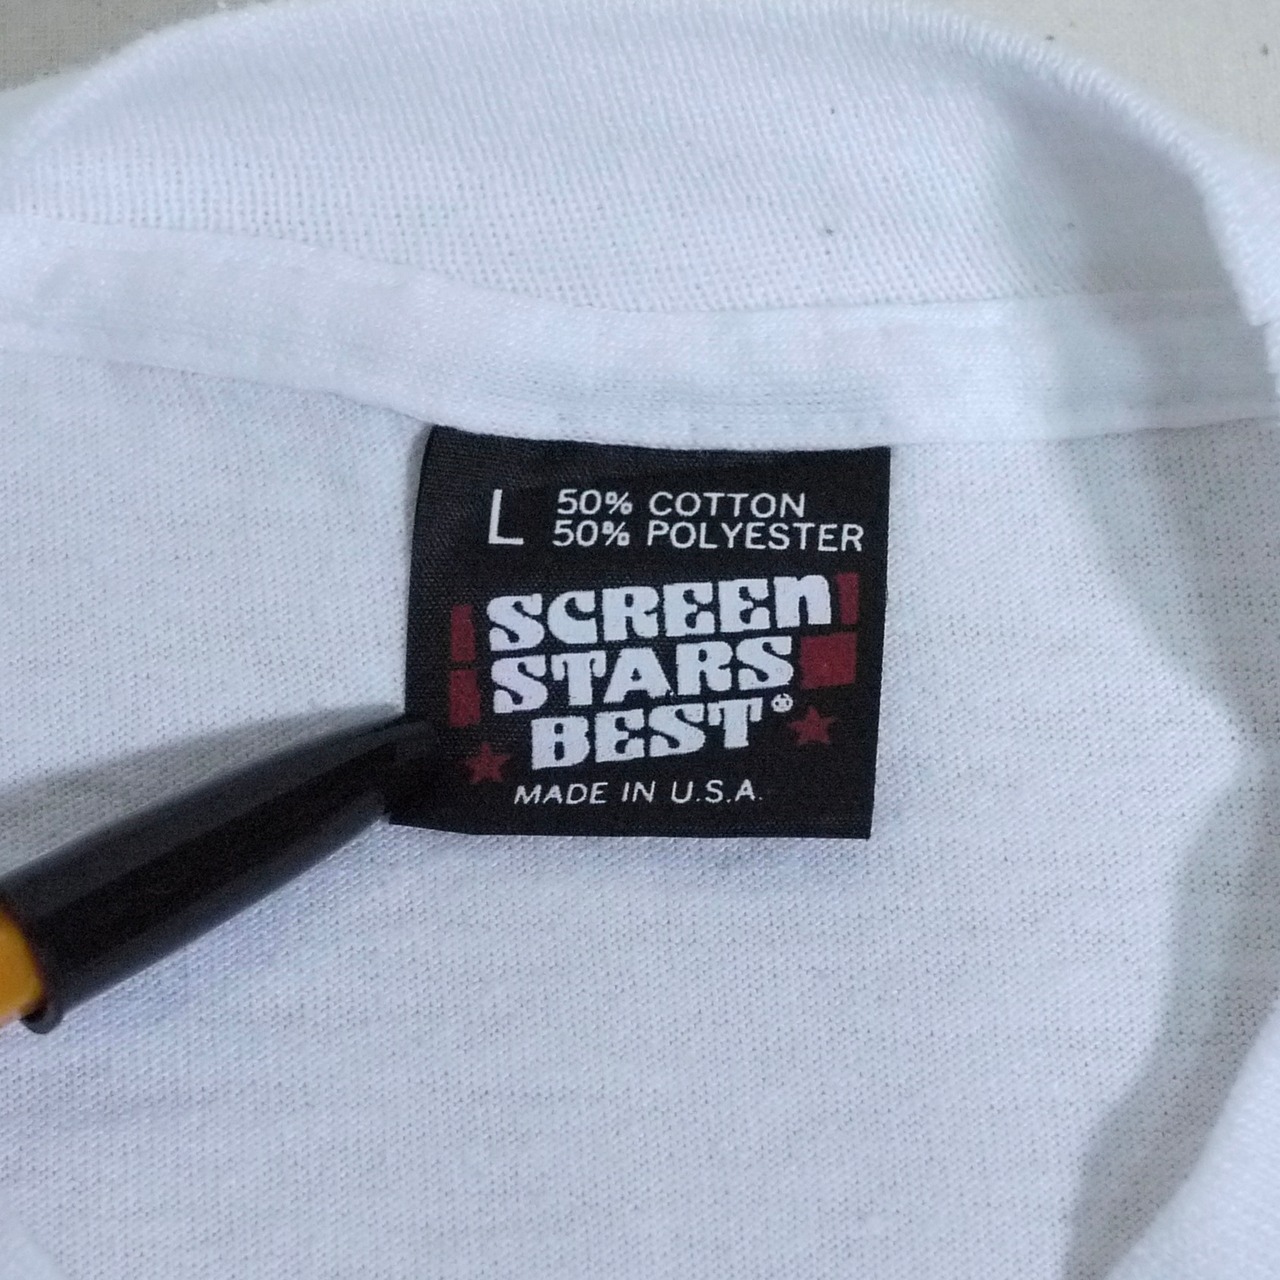 L 50% COTTON
50% POLYESTER
SCREEN
STARS
BEST®
MADE IN U.S.A.